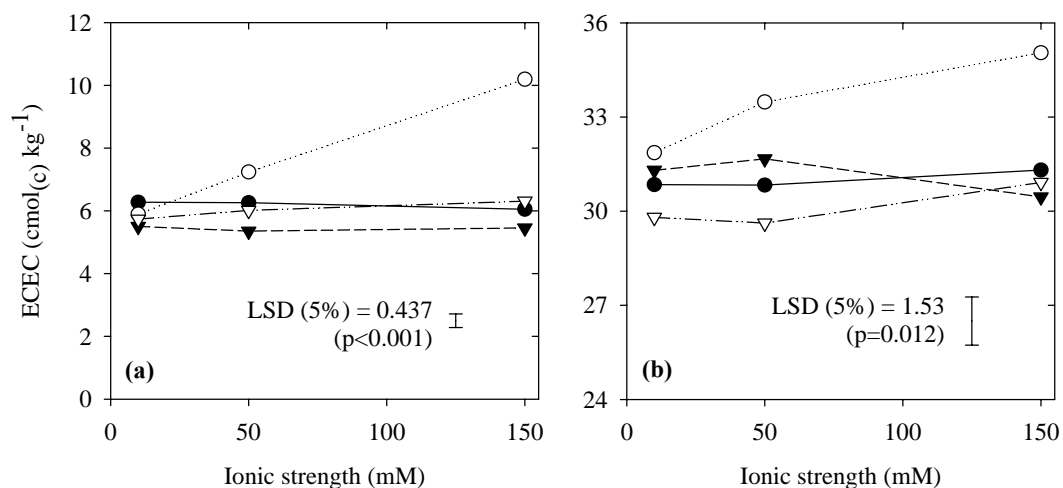 12
10
8
6
4
2
0
ECEC (cmol(c) kg-1)
LSD (5%) = 0.437
(p<0.001)
(a)
0 50 100 150
Ionic strength (mM)
36
33
30
27
24
LSD (5%) = 1.53
(p=0.012)
(b)
0 50 100 150
Ionic strength (mM)